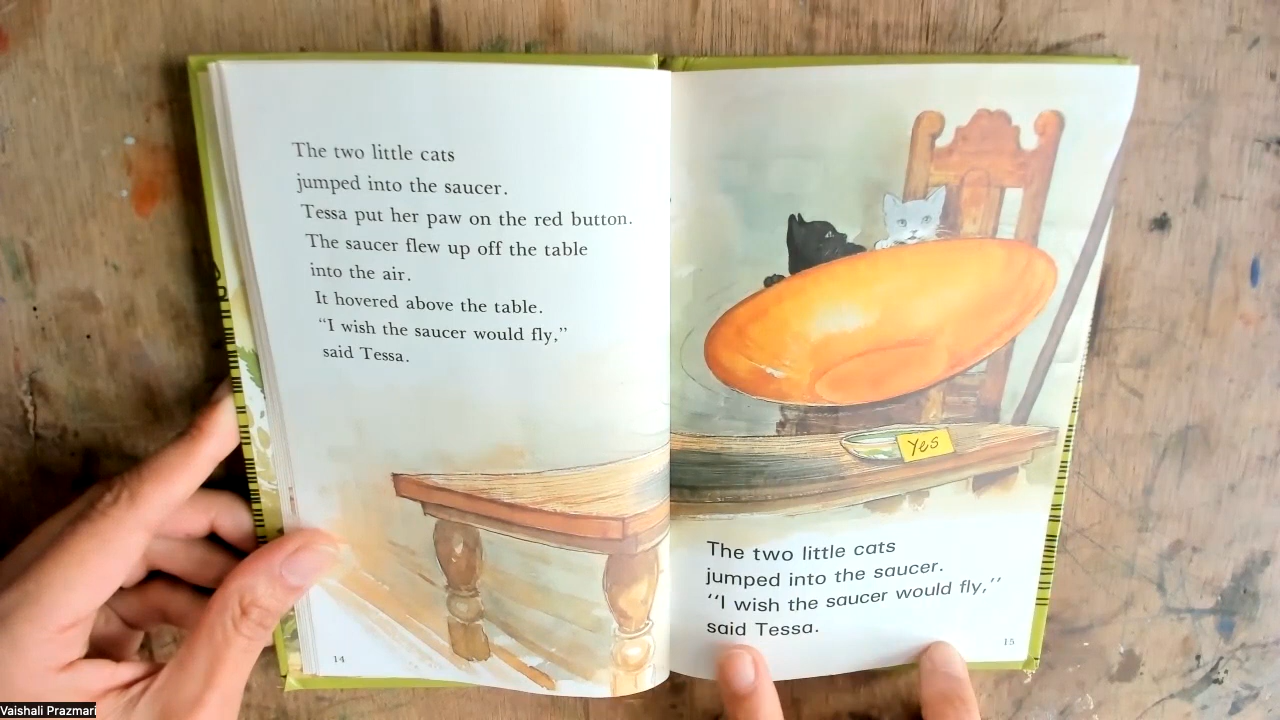 The two little cats
jumped into the saucer.
Tessa put her paw on the red button.
The saucer flew up off the table
into the air.
It hovered above the table.
“I wish the saucer would fly,”
said Tessa.
14
Yes
The two little cats
jumped into the saucer.
‘‘I wish the saucer would fly,’’
said Tessa.
15
Vaishali Prazmari